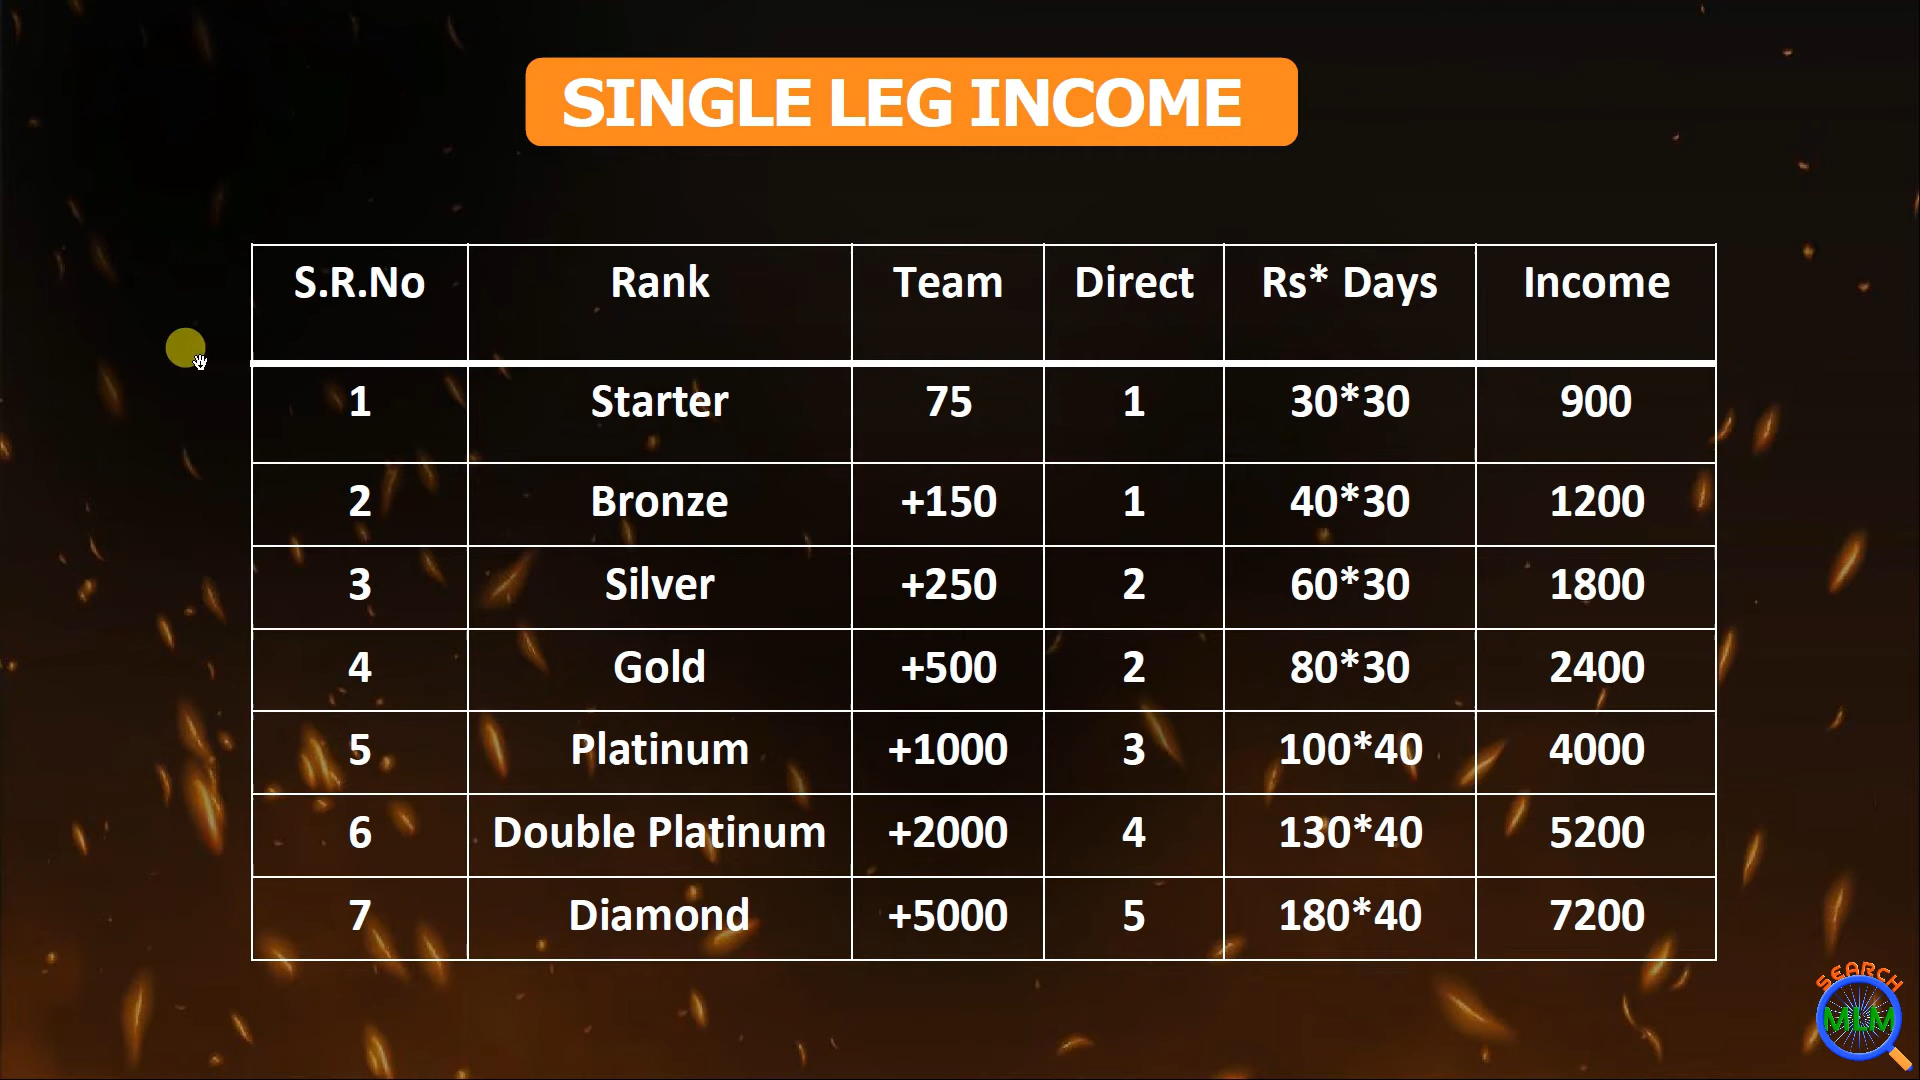 SINGLE LEG INCOME
S.R.No Rank Team Direct Rs* Days Income
1 Starter 75 1 30*30 900
2 Bronze +150 1 40*30 1200
3 Silver +250 2 60*30 1800
4 Gold +500 2 80*30 2400
5 Platinum +1000 3 100*40 4000
6 Double Platinum +2000 4 130*40 5200
7 Diamond +5000 5 180*40 7200
SEARCH
MLM